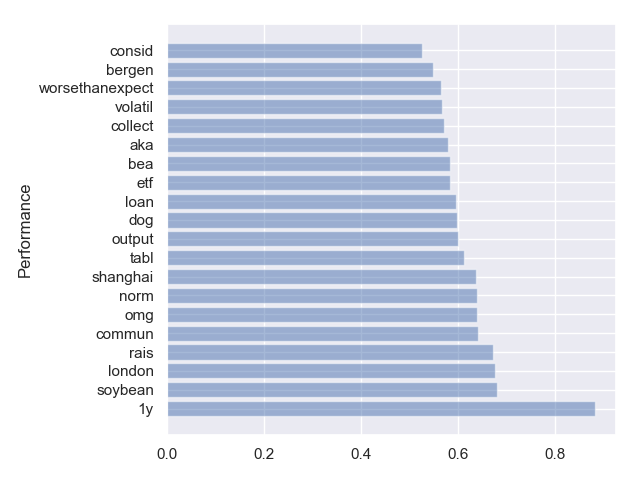 consid
bergen
worsethanexpect
volatil
collect
aka
bea
etf
loan
dog
output
tabl
shanghai
norm
omg
commun
rais
london
soybean
1y
Performance
0.0 0.2 0.4 0.6 0.8